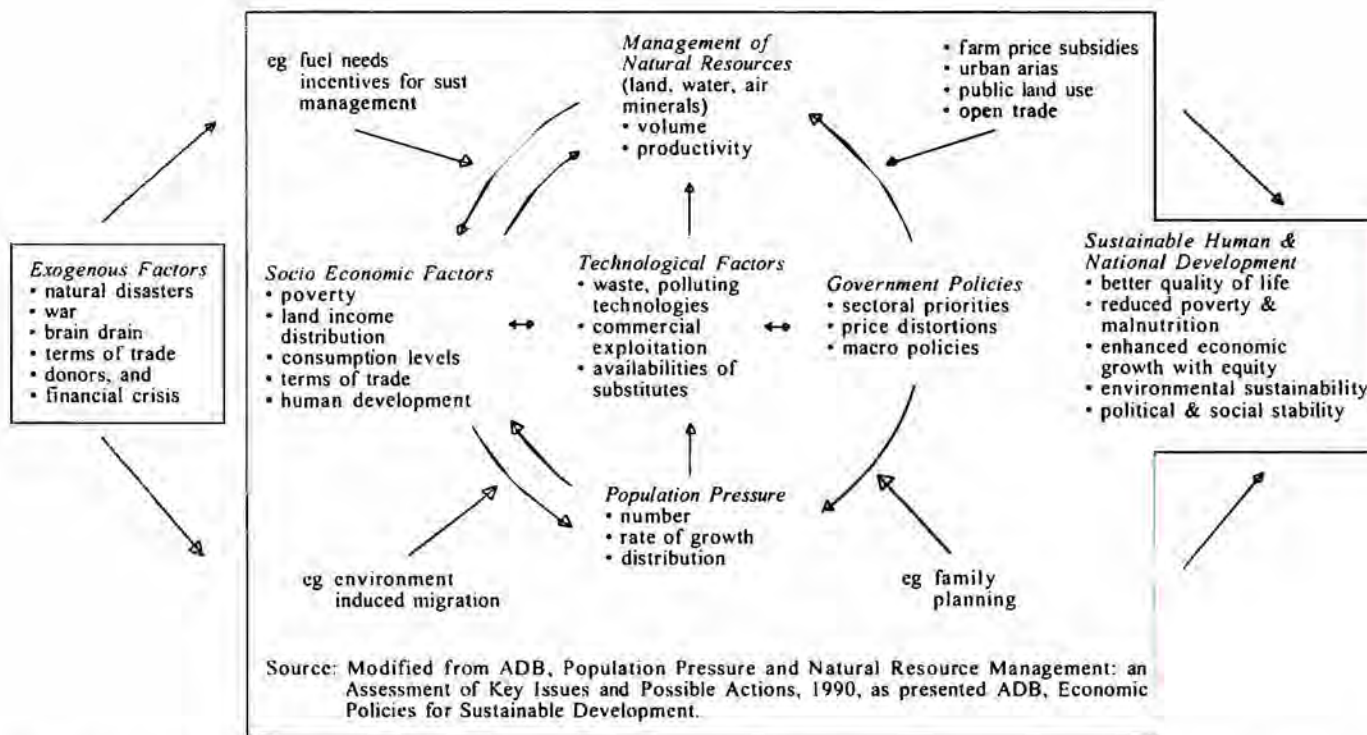 eg fuel needs
incentives for sust
management
Management of
Natural Resources
(land, water, air
minerals)
• volume
• productivity
• farm price subsidies
• urban arias
• public land use
• open trade
Exogenous Factors
• natural disasters
• war
• brain drain
• terms of trade
• donors, and
• financial crisis
Socio Economic Factors
• poverty
• land income
distribution
• consumption levels
• terms of trade
• human development
Technological Factors
• waste, polluting
technologies
• commercial
exploitation
• availabilities of
substitutes
Government Policies
• sectoral priorities
• price distortions
• macro policies
Sustainable Human &
National Development
• better quality of life
• reduced poverty &
malnutrition
• enhanced economic
growth with equity
• environmental sustainability
• political & social stability
Population Pressure
• number
• rate of growth
• distribution
eg environment
induced migration
eg family
planning
Source: Modified from ADB, Population Pressure and Natural Resource Management: an
Assessment of Key Issues and Possible Actions, 1990, as presented ADB, Economic
Policies for Sustainable Development.